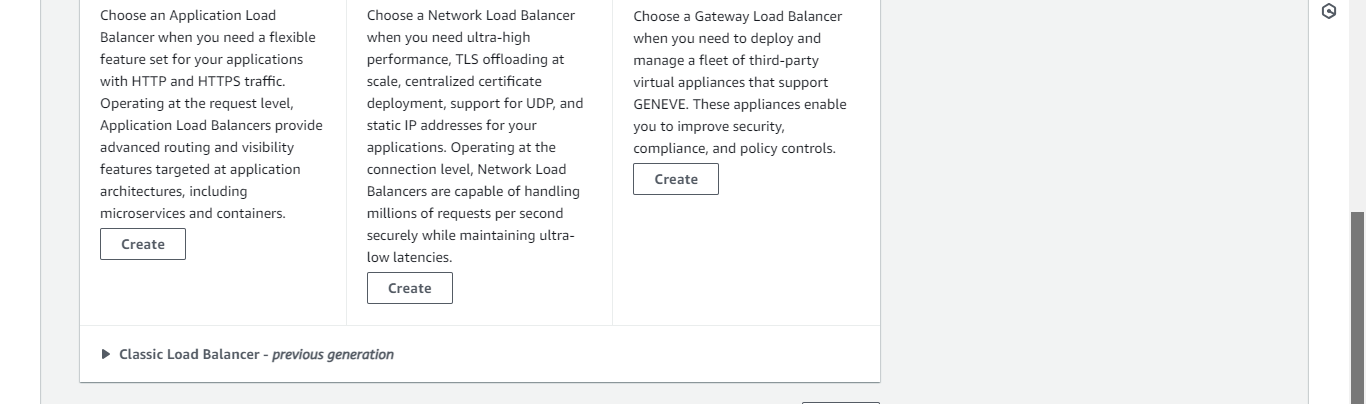 Choose an Application Load
Balancer when you need a flexible
feature set for your applications
with HTTP and HTTPS traffic.
Operating at the request level,
Application Load Balancers provide
advanced routing and visibility
features targeted at application
architectures, including
microservices and containers.
Create
Choose a Network Load Balancer
when you need ultra-high
performance, TLS offloading at
scale, centralized certificate
deployment, support for UDP, and
static IP addresses for your
applications. Operating at the
connection level, Network Load
Balancers are capable of handling
millions of requests per second
securely while maintaining ultra-
low latencies.
Create
Choose a Gateway Load Balancer
when you need to deploy and
manage a fleet of third-party
virtual appliances that support
GENEVE. These appliances enable
you to improve security,
compliance, and policy controls.
Create
Classic Load Balancer - previous generation